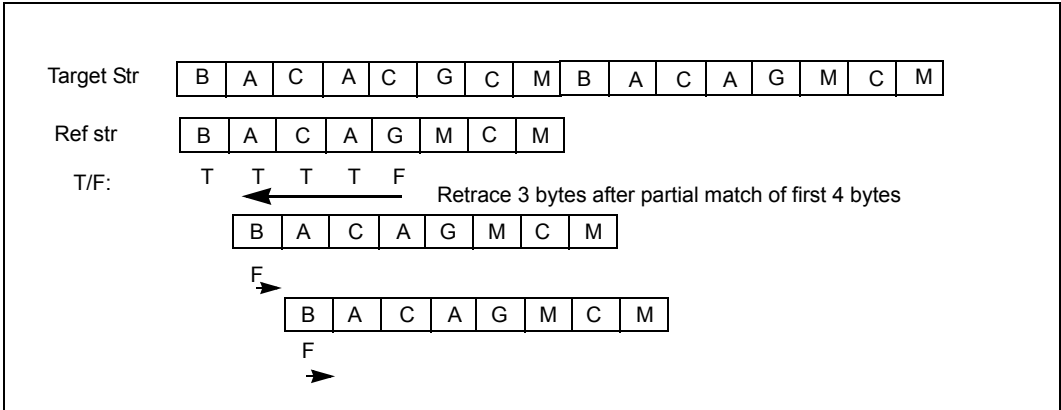 Target Str B A C A C G C M B A C A G M C M
Ref str B A C A G M C M
T/F: T T T T F
Retrace 3 bytes after partial match of first 4 bytes
B A C A G M C M
F
B A C A G M C M
F